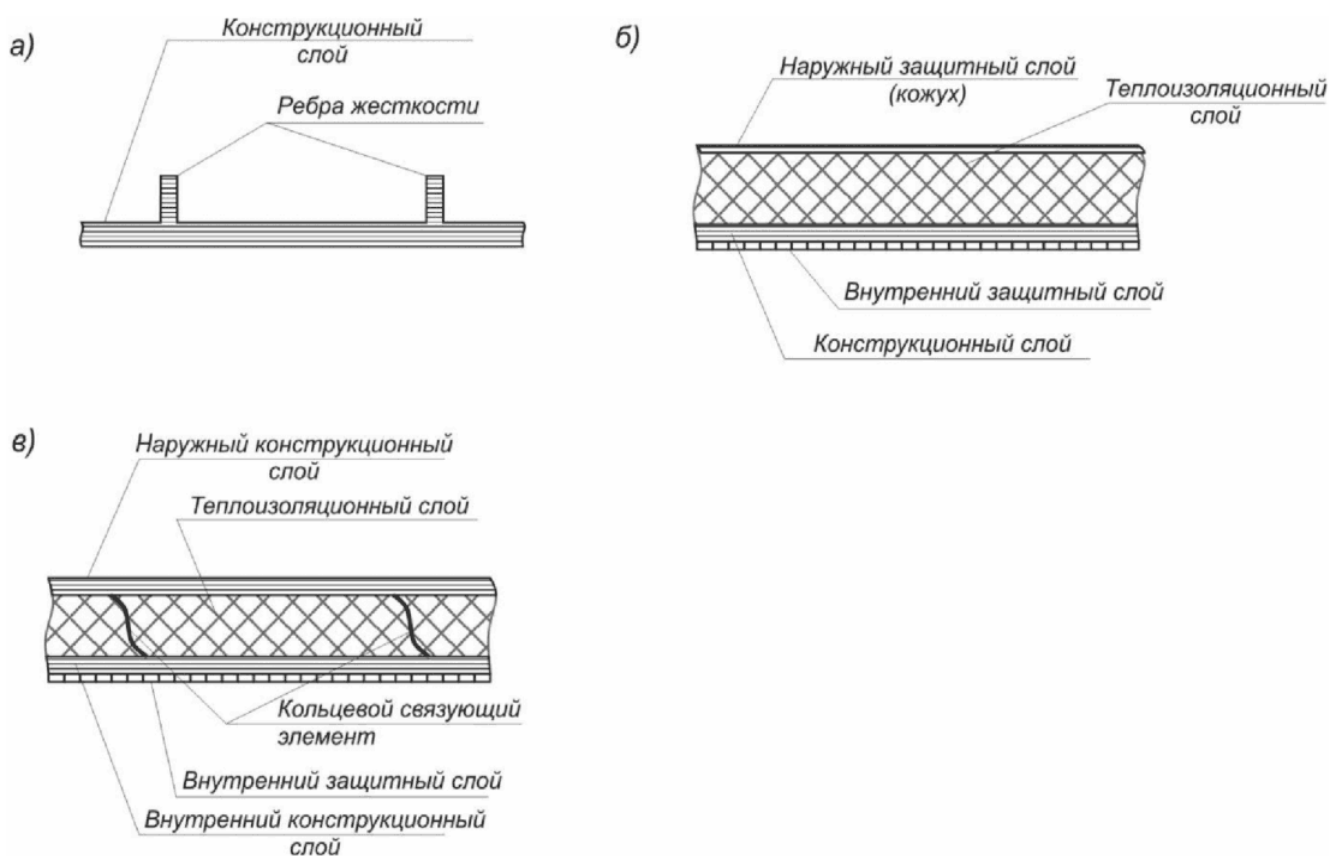 а)
Конструкционный
слой
Ребра жесткости
б)
Наружный защитный слой
(кожух)
Теплоизоляционный
слой
Внутренний защитный слой
Конструкционный слой
в)
Наружный конструкционный
слой
Теплоизоляционный слой
Кольцевой связующий
элемент
Внутренний защитный слой
Внутренний конструкционный
слой